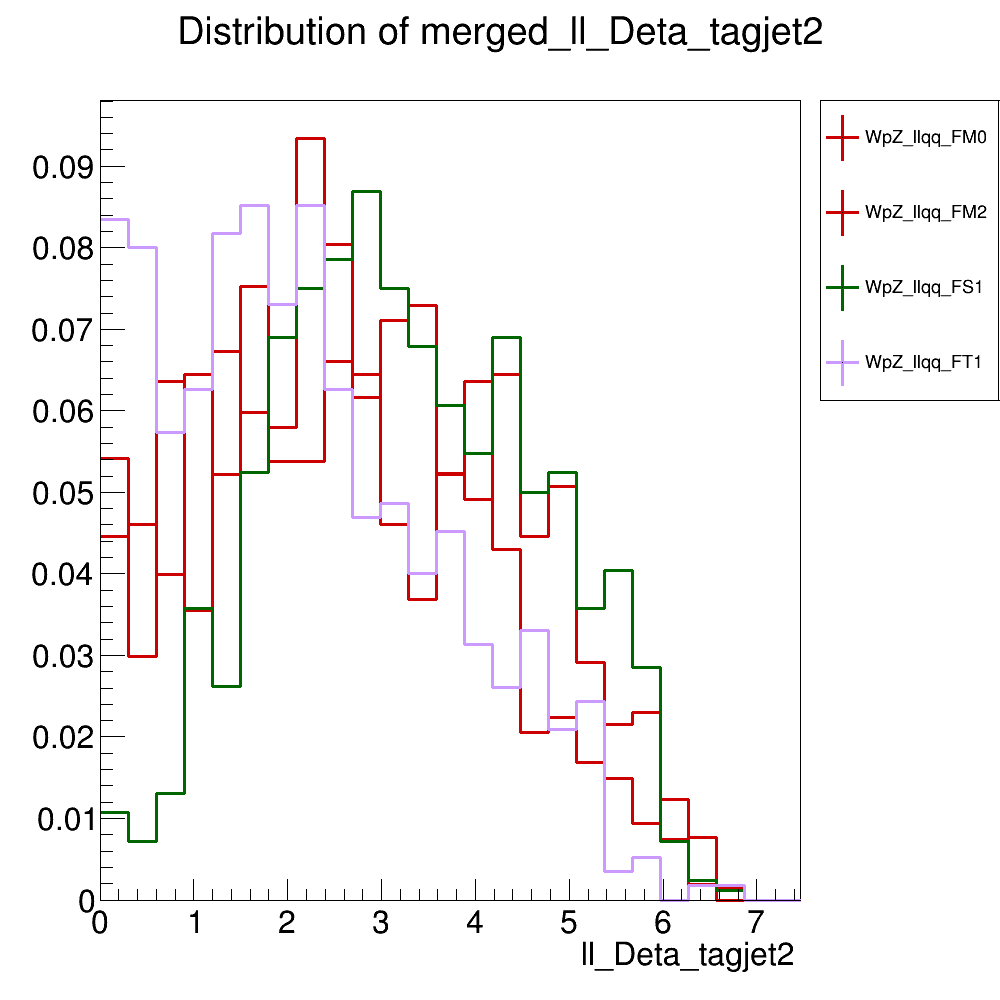 Distribution of merged_ll_Deta_tagjet2
0.09
0.08
0.07
0.06
0.05
0.04
0.03
0.02
0.01
0
0 1 2 3 4 5 6 7
ll_Deta_tagjet2
WpZ_llqq_FM0
WpZ_llqq_FM2
WpZ_llqq_FS1
WpZ_llqq_FT1